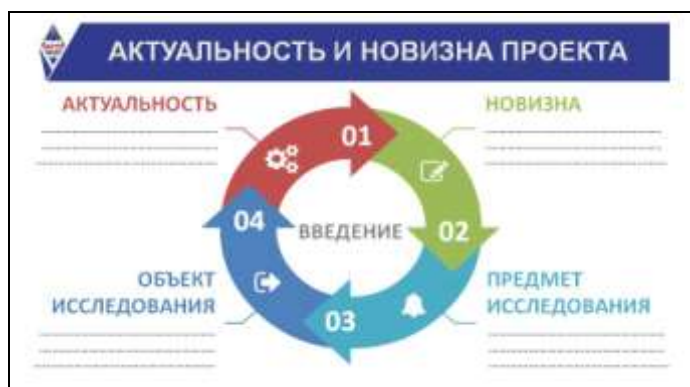 АКТУАЛЬНОСТЬ И НОВИЗНА ПРОЕКТА
АКТУАЛЬНОСТЬ
НОВИЗНА
01
02
03
04
ВВЕДЕНИЕ
ОБЪЕКТ
ИССЛЕДОВАНИЯ
ПРЕДМЕТ
ИССЛЕДОВАНИЯ